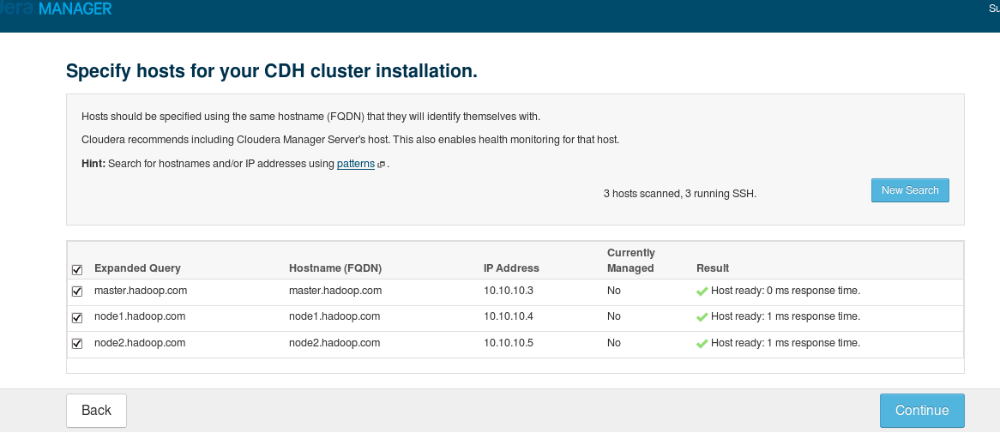 MANAGER
Specify hosts for your CDH cluster installation.
Hosts should be specified using the same hostname (FQDN) that they will identify themselves with.
Cloudera recommends including Cloudera Manager Server's host. This also enables health monitoring for that host.
Hint: Search for hostnames and/or IP addresses using patterns .
3 hosts scanned, 3 running SSH.
New Search
Expanded Query Hostname (FQDN) IP Address Currently Managed Result
master.hadoop.com master.hadoop.com 10.10.10.3 No Host ready: 0 ms response time.
node1.hadoop.com node1.hadoop.com 10.10.10.4 No Host ready: 1 ms response time.
node2.hadoop.com node2.hadoop.com 10.10.10.5 No Host ready: 1 ms response time.
Back Continue